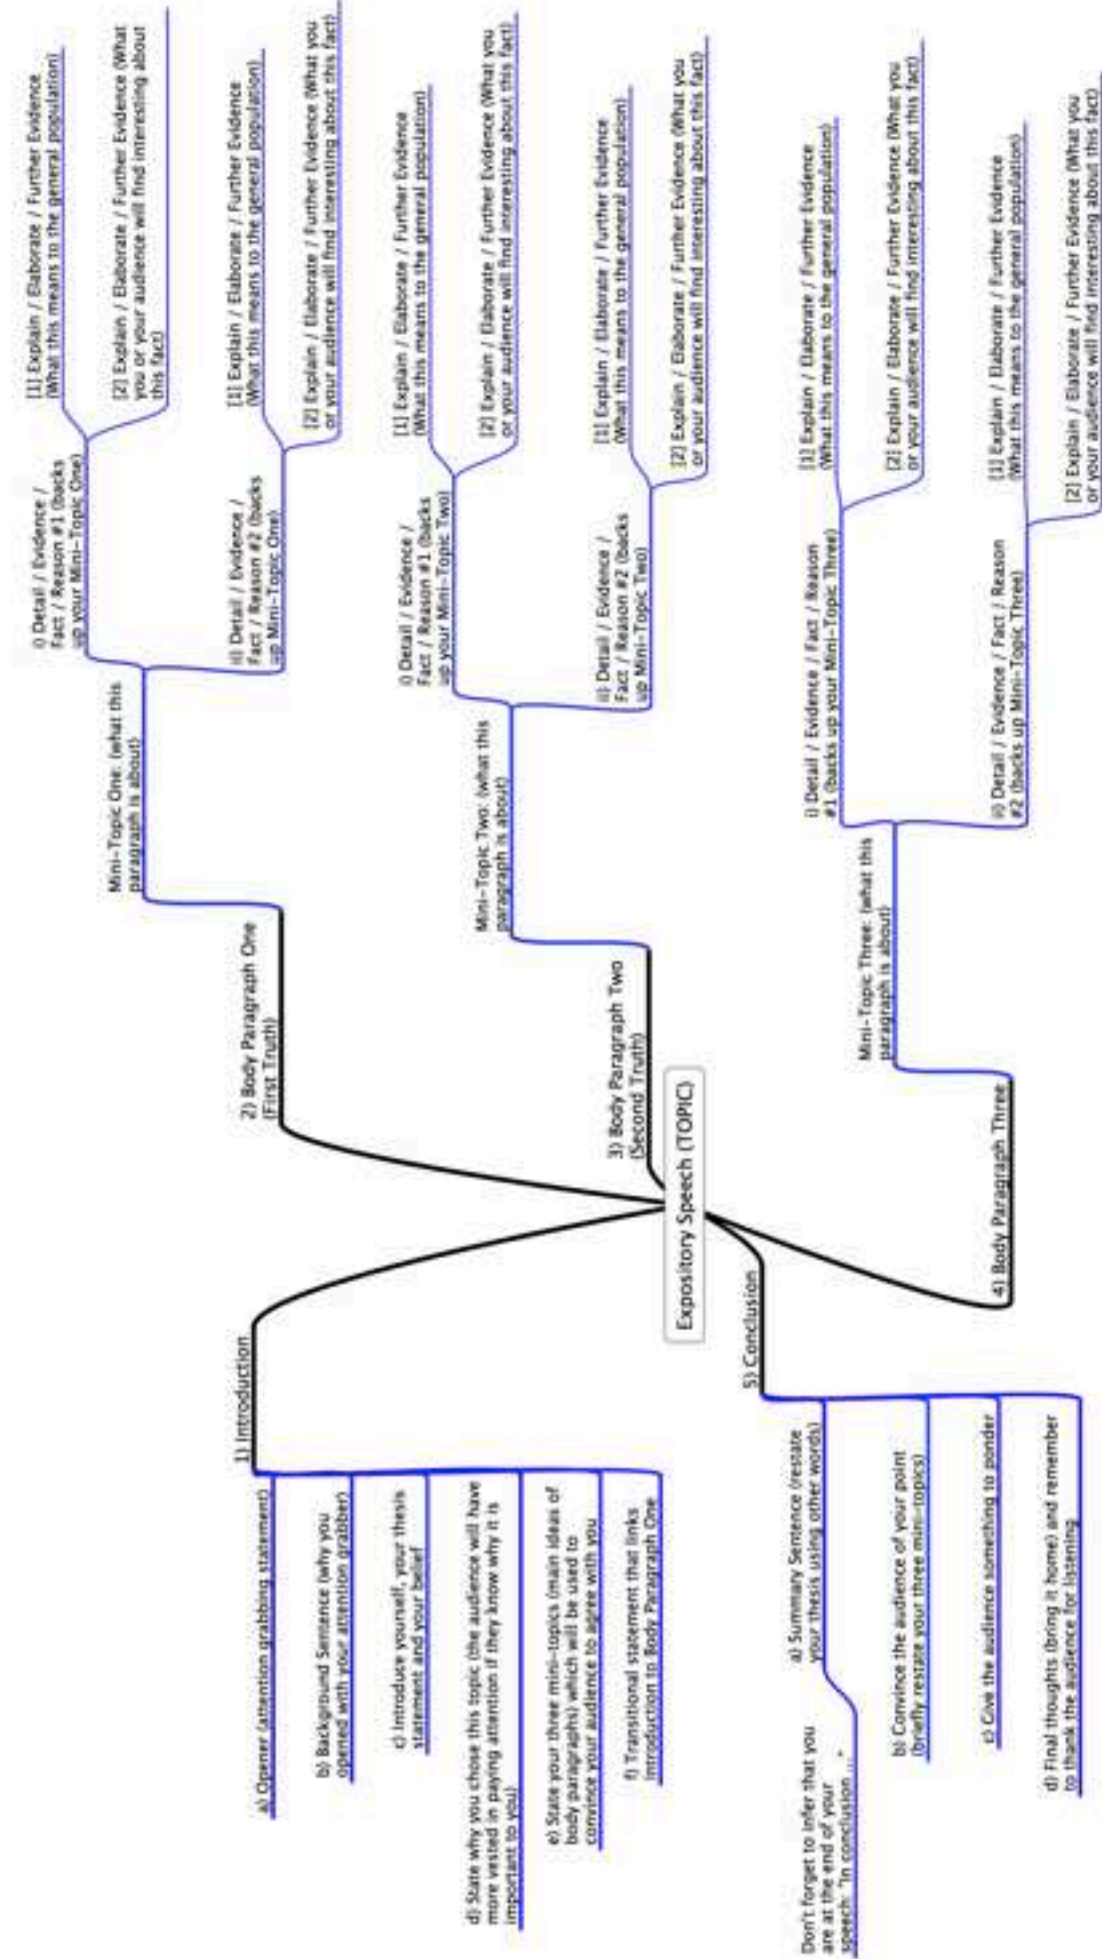 Expository Speech (TOPIC)
1) Introduction
a) Opener (attention grabbing statement)
b) Background Sentence (why you
opened with your attention grabber)
c) Introduce yourself, your thesis
statement and your belief
d) State why you chose this topic (the audience will have
more vested in paying attention if they know why it is
important to you)
e) State your three mini-topics (main ideas of
body paragraphs) which will be used to
convince your audience to agree with you
f) Transitional statement that links
Introduction to Body Paragraph One
2) Body Paragraph One
(First Truth)
Mini-Topic One: (what this
paragraph is about)
i) Detail / Evidence /
Fact / Reason #1 (backs
up your Mini-Topic One)
[1] Explain / Elaborate / Further Evidence
(What this means to the general population)
[2] Explain / Elaborate / Further Evidence (What
you or your audience will find interesting about
this fact)
ii) Detail / Evidence /
Fact / Reason #2 (backs
up Mini-Topic One)
[1] Explain / Elaborate / Further Evidence
(What this means to the general population)
[2] Explain / Elaborate / Further Evidence (What you
or your audience will find interesting about this fact)
3) Body Paragraph Two
(Second Truth)
Mini-Topic Two: (what this
paragraph is about)
i) Detail / Evidence /
Fact / Reason #1 (backs
up your Mini-Topic Two)
[1] Explain / Elaborate / Further Evidence
(What this means to the general population)
[2] Explain / Elaborate / Further Evidence (What you
or your audience will find interesting about this fact)
ii) Detail / Evidence /
Fact / Reason #2 (backs
up Mini-Topic Two)
[1] Explain / Elaborate / Further Evidence
(What this means to the general population)
[2] Explain / Elaborate / Further Evidence (What you
or your audience will find interesting about this fact)
4) Body Paragraph Three
Mini-Topic Three: (what this
paragraph is about)
i) Detail / Evidence / Fact / Reason
#1 (backs up your Mini-Topic Three)
[1] Explain / Elaborate / Further Evidence
(What this means to the general population)
[2] Explain / Elaborate / Further Evidence (What you
or your audience will find interesting about this fact)
ii) Detail / Evidence / Fact / Reason
#2 (backs up Mini-Topic Three)
[1] Explain / Elaborate / Further Evidence
(What this means to the general population)
[2] Explain / Elaborate / Further Evidence (What you
or your audience will find interesting about this fact)
5) Conclusion
a) Summary Sentence (restate
your thesis using other words)
Don't forget to infer that you
are at the end of your
speech: "In conclusion ... "
b) Convince the audience of your point
(briefly restate your three mini-topics)
c) Give the audience something to ponder
d) Final thoughts (bring it home) and remember
to thank the audience for listening